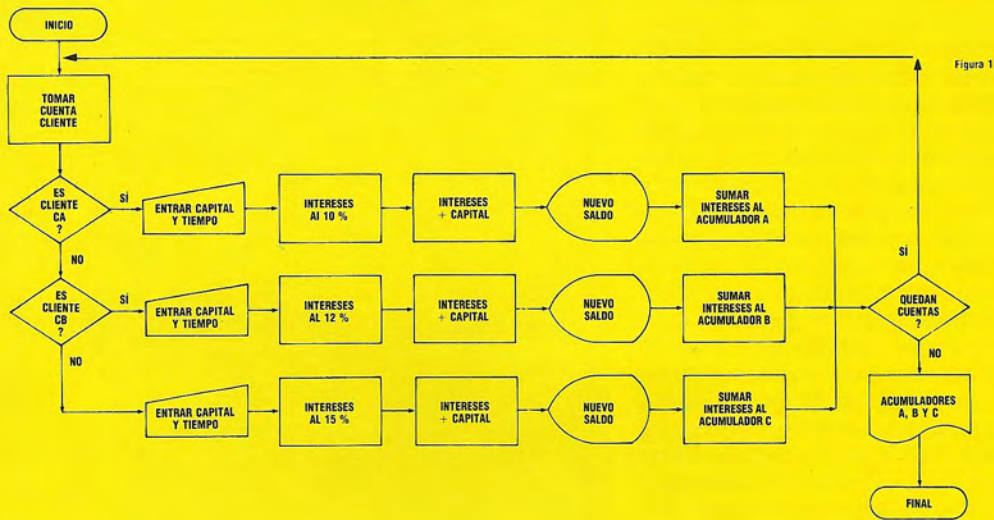 INICIO
Figura 1
TOMAR
CUENTA
CLIENTE
ES
CLIENTE
CA
?
SÍ
NO
ENTRAR CAPITAL
Y TIEMPO
INTERESES
Al 10 %
INTERESES
+ CAPITAL
NUEVO
SALDO
SUMAR
INTERESES AL
ACUMULADOR A
ES
CLIENTE
CB
?
SÍ
NO
ENTRAR CAPITAL
Y TIEMPO
INTERESES
AL 12 %
INTERESES
+ CAPITAL
NUEVO
SALDO
SUMAR
INTERESES AL
ACUMULADOR B
ENTRAR CAPITAL
Y TIEMPO
INTERESES
AL 15 %
INTERESES
+ CAPITAL
NUEVO
SALDO
SUMAR
INTERESES AL
ACUMULADOR C
SÍ
QUEDAN
CUENTAS
?
NO
ACUMULADORES
A, B Y C
FINAL